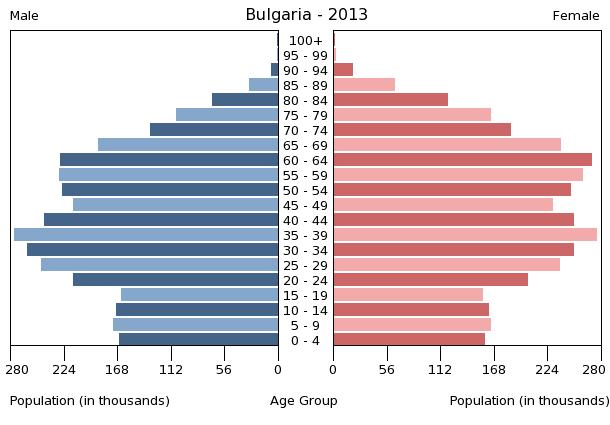 Male Bulgaria - 2013 Female
100+
95 - 99
90 - 94
85 - 89
80 - 84
75 - 79
70 - 74
65 - 69
60 - 64
55 - 59
50 - 54
45 - 49
40 - 44
35 - 39
30 - 34
25 - 29
20 - 24
15 - 19
10 - 14
5 - 9
0 - 4
280 224 168 112 56 0 0 56 112 168 224 280
Population (in thousands) Age Group Population (in thousands)